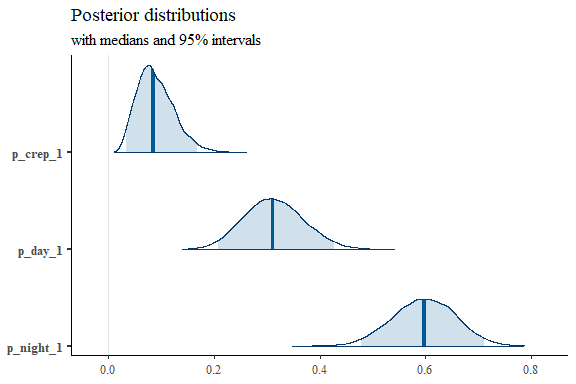 Posterior distributions
with medians and 95% intervals
p_crep_1
p_day_1
p_night_1
0.0 0.2 0.4 0.6 0.8